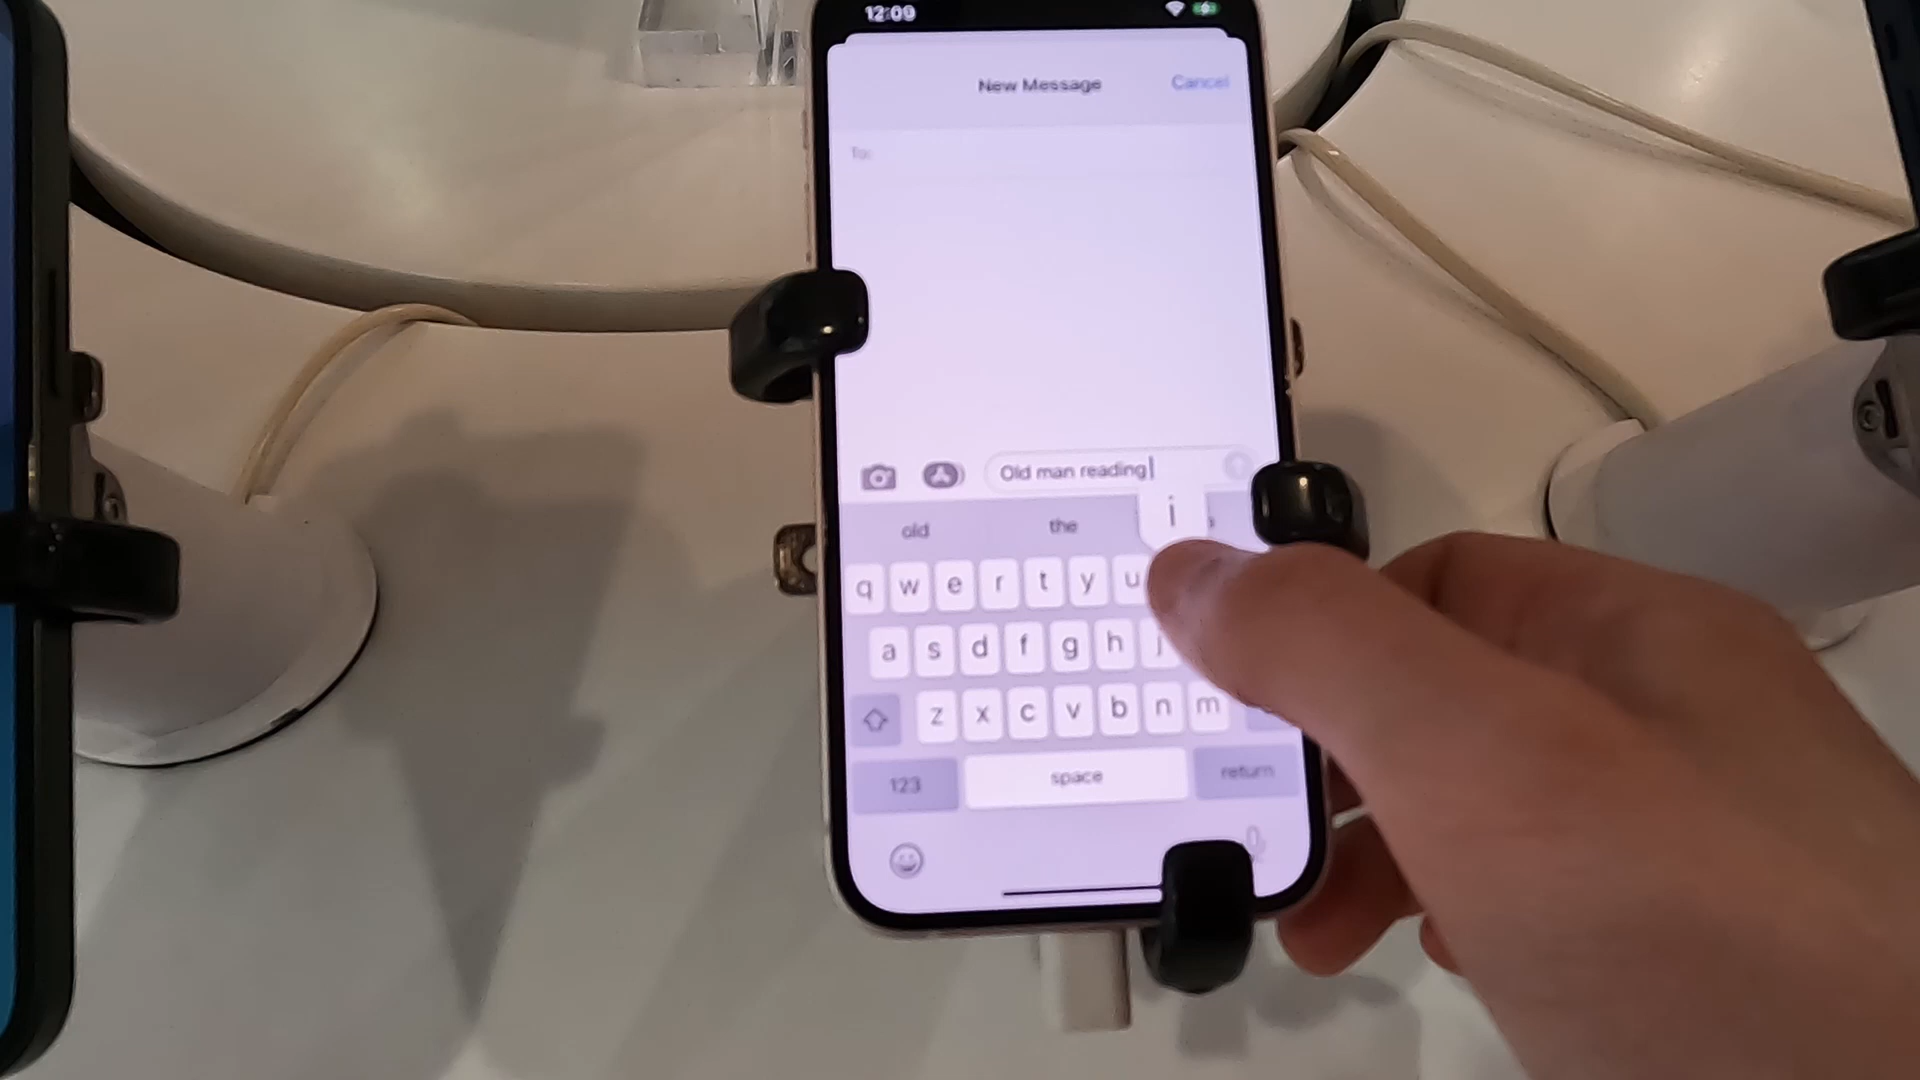 12:09
New Message Cancel
To:
Old man reading
old the
i
q w e r t y u
a s d f g h j
z x c v b n m
123 space return